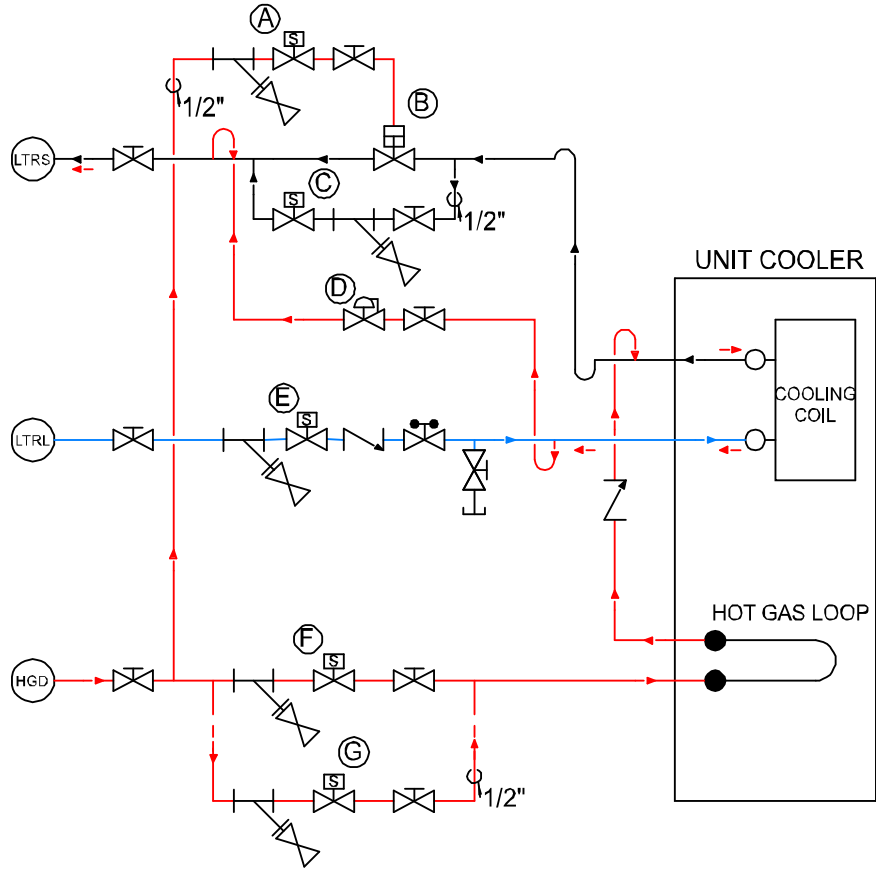 A
S
1/2"
B
LTRS
C
S
1/2"
UNIT COOLER
D
COOLING
COIL
E
S
LTRL
HOT GAS LOOP
F
S
HGD
G
S
1/2"